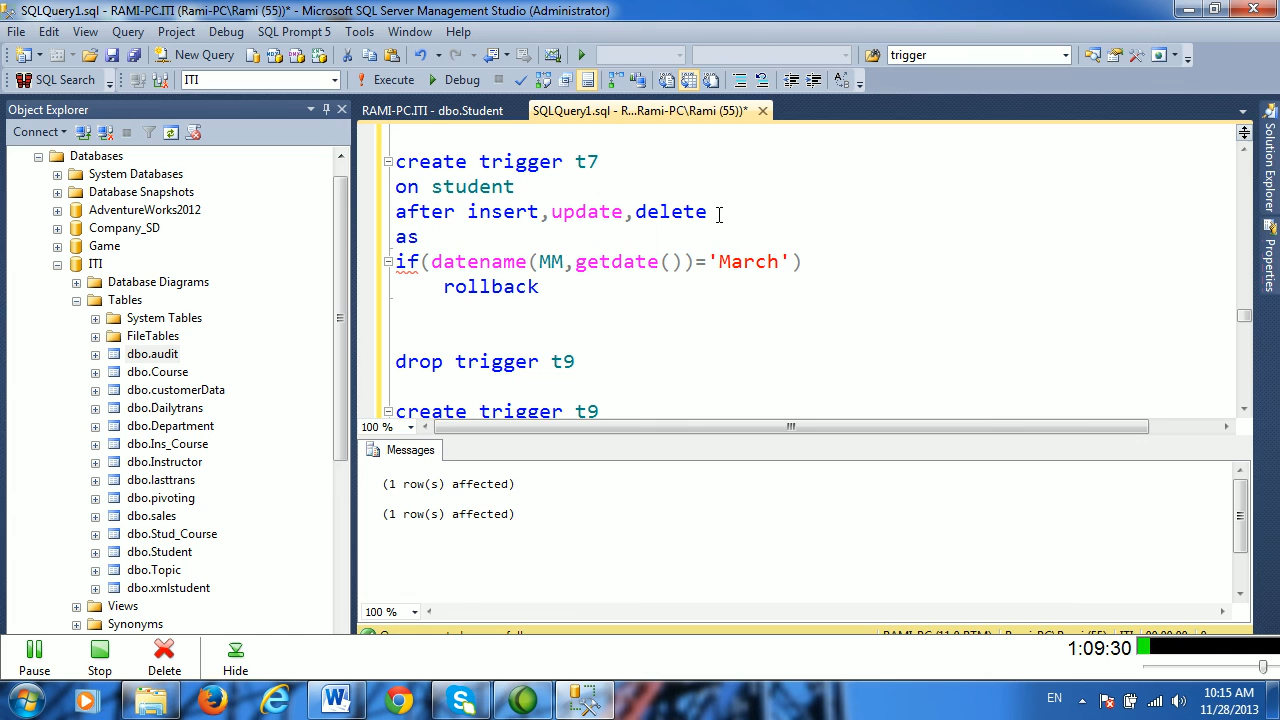 SQLQuery1.sql - RAMI-PC.ITI (Rami-PC\Rami (55))* - Microsoft SQL Server Management Studio (Administrator)
File Edit View Query Project Debug SQL Prompt 5 Tools Window Help
New Query trigger
SQL Search ITI Execute Debug
Object Explorer
Connect
Databases
System Databases
Database Snapshots
AdventureWorks2012
Company_SD
Game
ITI
Database Diagrams
Tables
System Tables
FileTables
dbo.audit
dbo.Course
dbo.customerData
dbo.Dailytrans
dbo.Department
dbo.Ins_Course
dbo.Instructor
dbo.lasttrans
dbo.pivoting
dbo.sales
dbo.Stud_Course
dbo.Student
dbo.Topic
dbo.xmlstudent
Views
Synonyms
RAMI-PC.ITI - dbo.Student
SQLQuery1.sql - R...Rami-PC\Rami (55))*
create trigger t7
on student
after insert,update,delete
as
if(datename(MM,getdate())='March')
rollback
drop trigger t9
create trigger t9
100 %
Messages
(1 row(s) affected)
(1 row(s) affected)
100 %
Solution Explorer
Properties
Pause Stop Delete Hide
1:09:30
EN
10:15 AM
11/28/2013